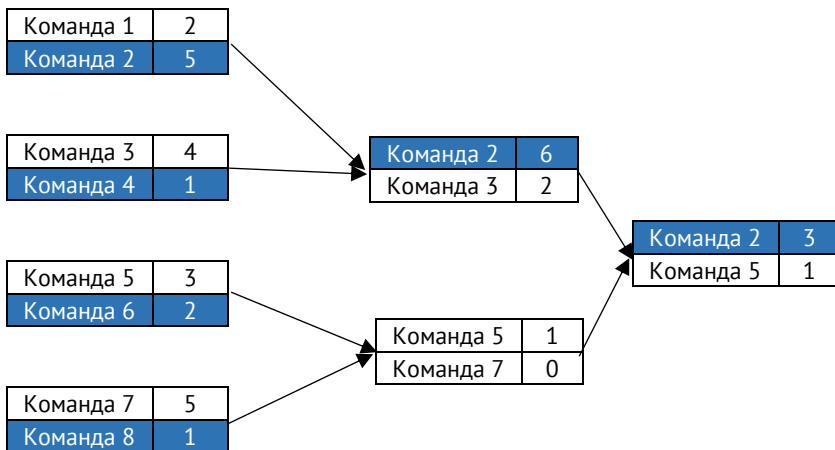 Команда 1 2
Команда 2 5
Команда 3 4
Команда 4 1
Команда 5 3
Команда 6 2
Команда 7 5
Команда 8 1
Команда 2 6
Команда 3 2
Команда 5 1
Команда 7 0
Команда 2 3
Команда 5 1